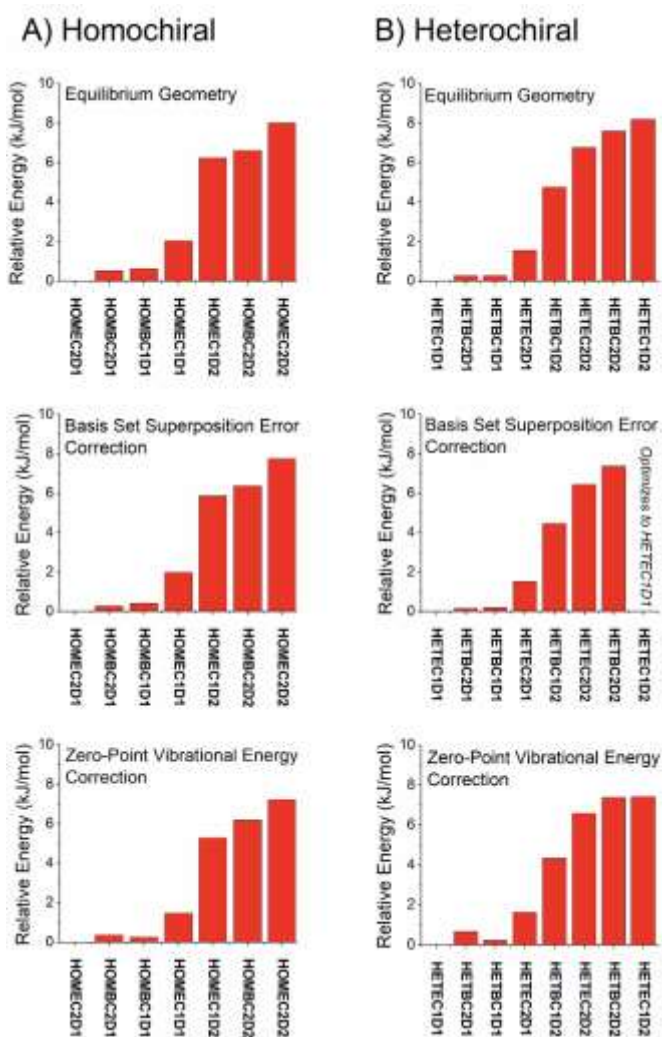 A) Homochiral
Relative Energy (kJ/mol)
10
8
6
4
2
0
Equilibrium Geometry
HOMEC2D1
HOMBC2D1
HOMBC1D1
HOMEC1D1
HOMEC1D2
HOMBC2D2
HOMEC2D2
Relative Energy (kJ/mol)
10
8
6
4
2
0
Basis Set Superposition Error
Correction
HOMEC2D1
HOMBC2D1
HOMBC1D1
HOMEC1D1
HOMEC1D2
HOMBC2D2
HOMEC2D2
Relative Energy (kJ/mol)
10
8
6
4
2
0
Zero-Point Vibrational Energy
Correction
HOMEC2D1
HOMBC2D1
HOMBC1D1
HOMEC1D1
HOMEC1D2
HOMBC2D2
HOMEC2D2
B) Heterochiral
Relative Energy (kJ/mol)
10
8
6
4
2
0
Equilibrium Geometry
HETEC1D1
HETBC2D1
HETBC1D1
HETEC2D1
HETBC1D2
HETEC2D2
HETBC2D2
HETEC1D2
Relative Energy (kJ/mol)
10
8
6
4
2
0
Basis Set Superposition Error
Correction
Optimizes to HETEC1D1
HETEC1D1
HETBC2D1
HETBC1D1
HETEC2D1
HETBC1D2
HETEC2D2
HETBC2D2
HETEC1D2
Relative Energy (kJ/mol)
10
8
6
4
2
0
Zero-Point Vibrational Energy
Correction
HETEC1D1
HETBC2D1
HETBC1D1
HETEC2D1
HETBC1D2
HETEC2D2
HETBC2D2
HETEC1D2